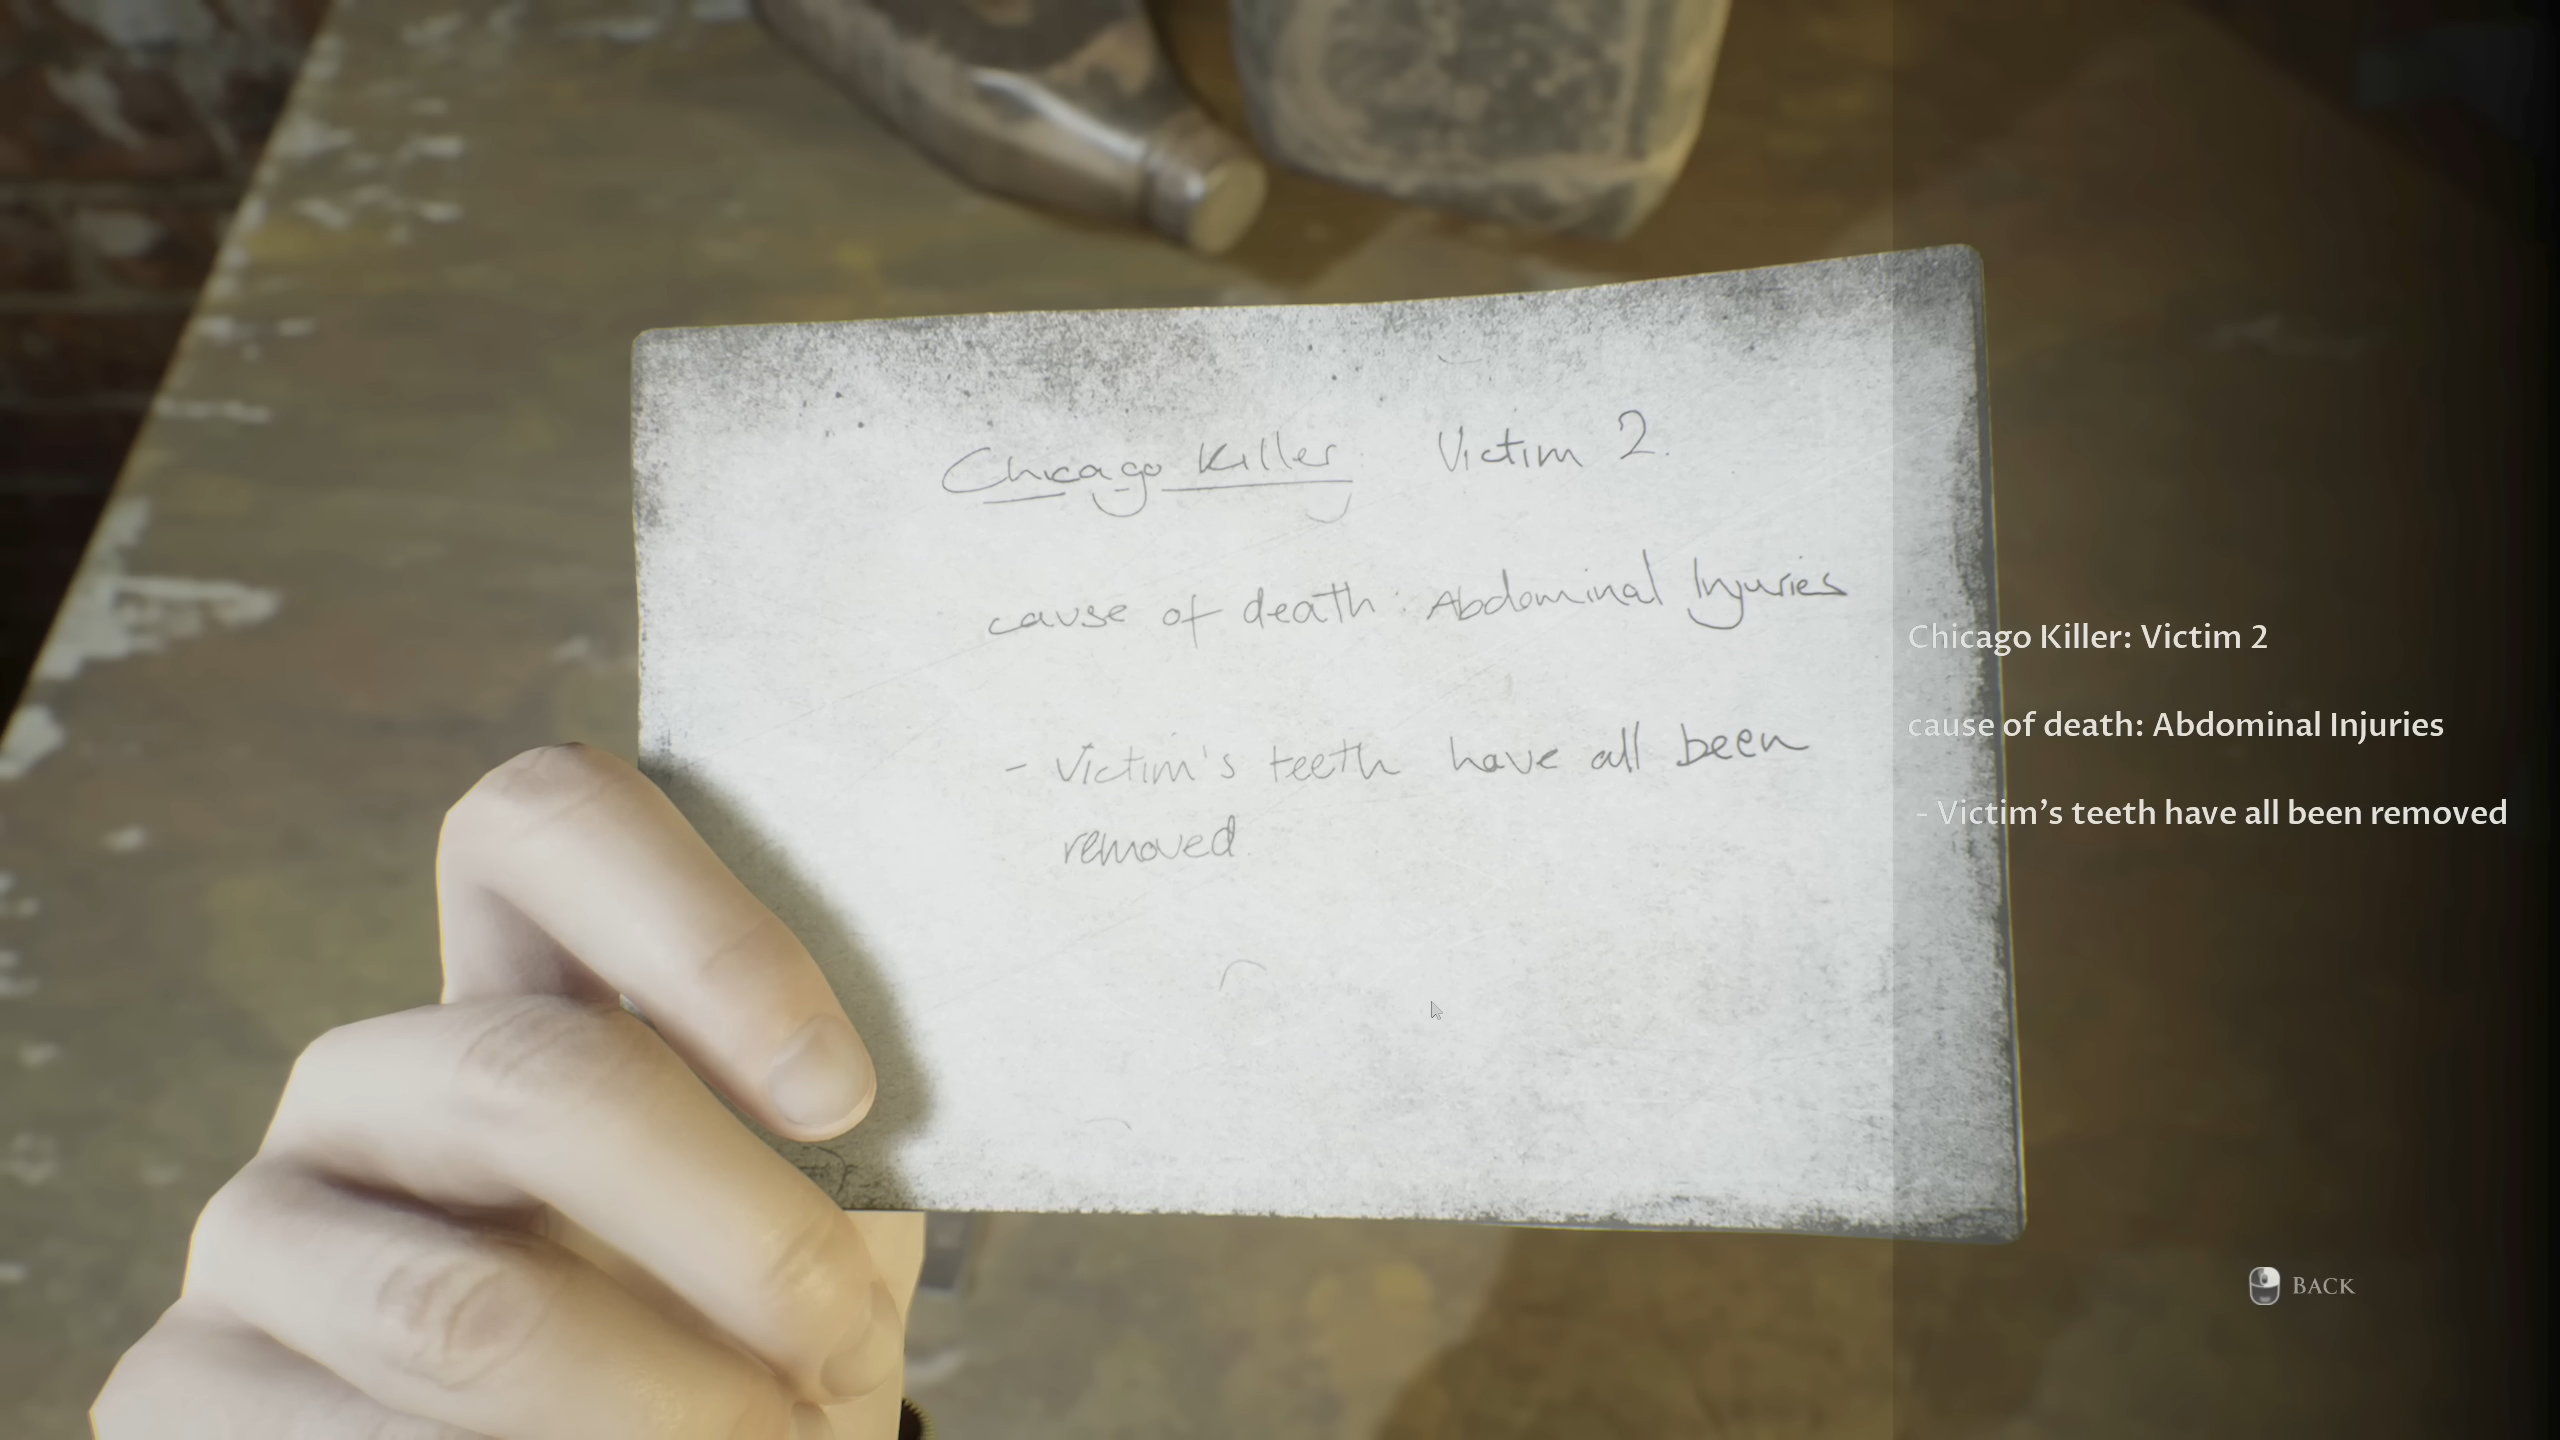 Chicago Killer Victim 2.
cause of death: Abdominal Injuries
- Victim's teeth have all been
removed.
Chicago Killer: Victim 2
cause of death: Abdominal Injuries
- Victim’s teeth have all been removed
BACK